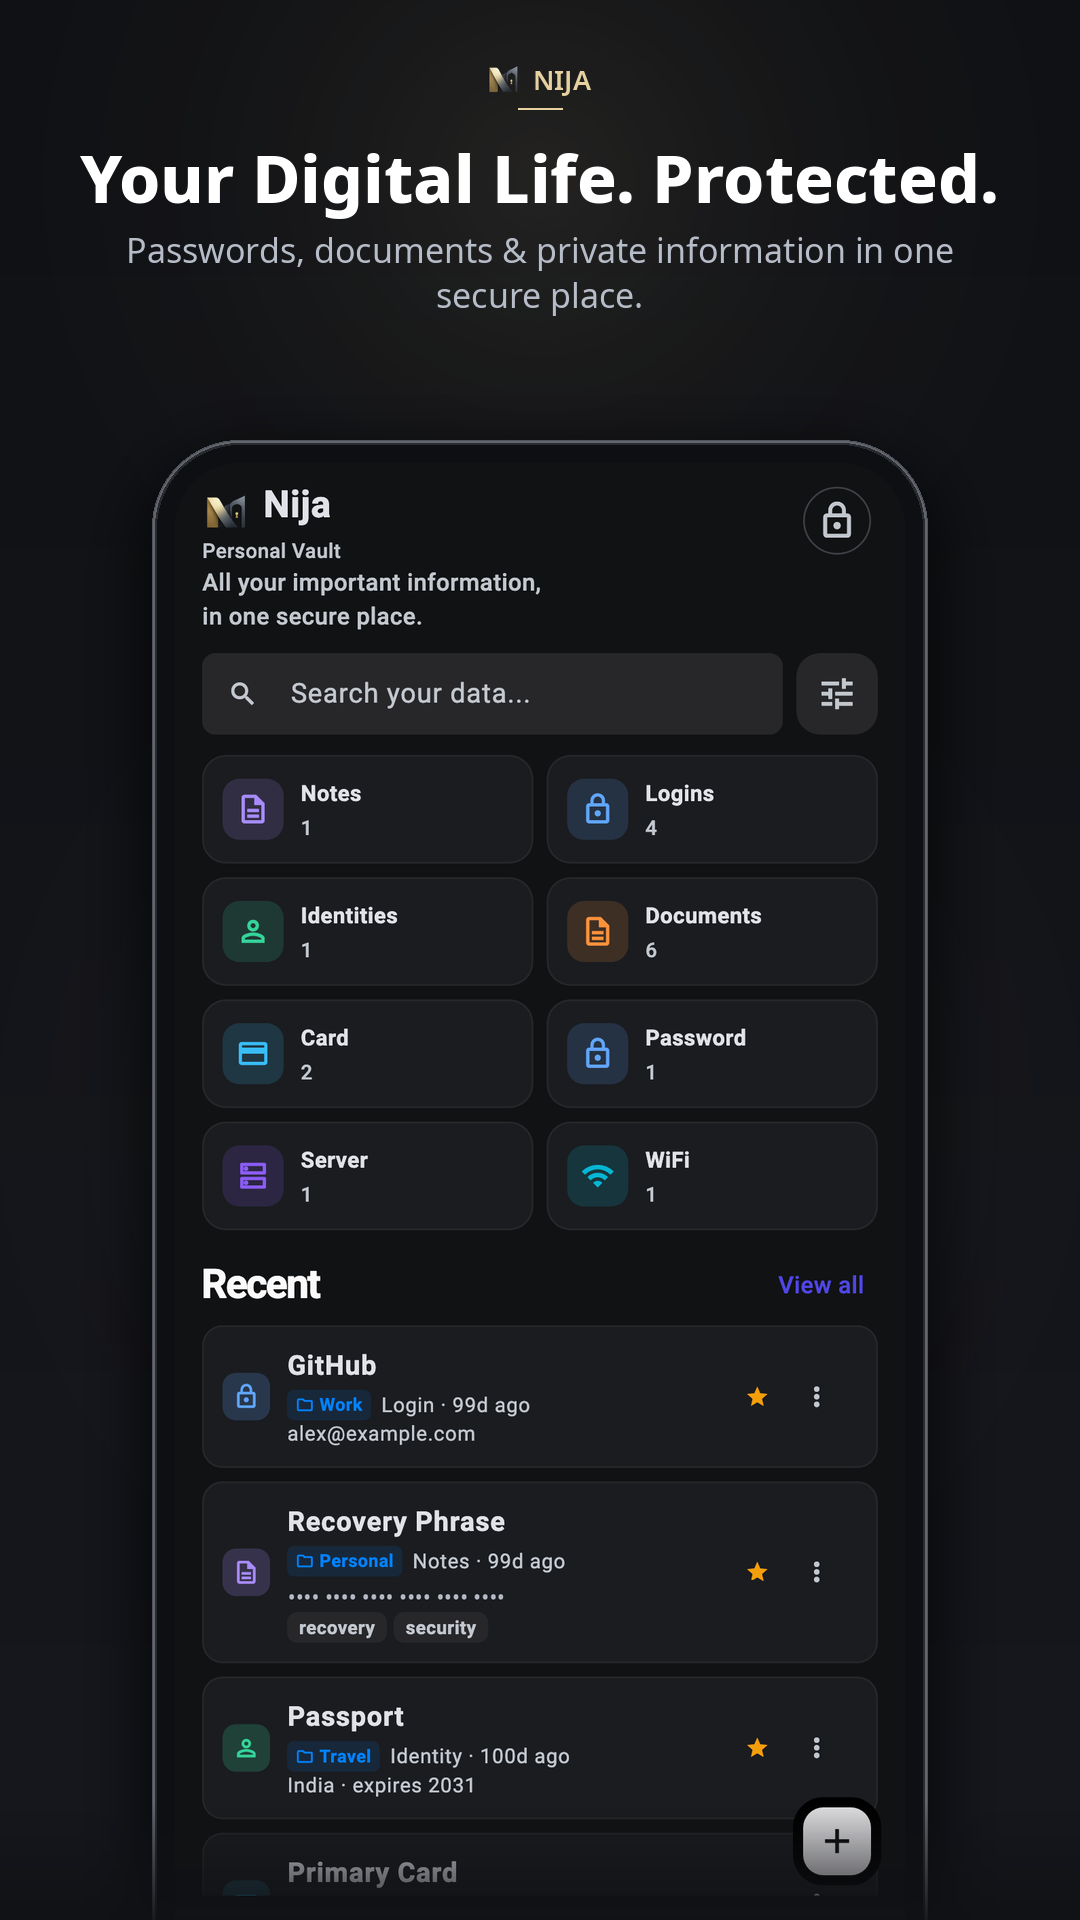 NIJA
Your Digital Life. Protected.
Passwords, documents & private information in one
secure place.
Nija
Personal Vault
All your important information,
in one secure place.
Search your data...
Notes
1
Logins
4
Identities
1
Documents
6
Card
2
Password
1
Server
1
WiFi
1
Recent
View all
GitHub
Work Login · 99d ago
alex@example.com
Recovery Phrase
Personal Notes · 99d ago
•••• •••• •••• •••• •••• ••••
recovery security
Passport
Travel Identity · 100d ago
India · expires 2031
Primary Card